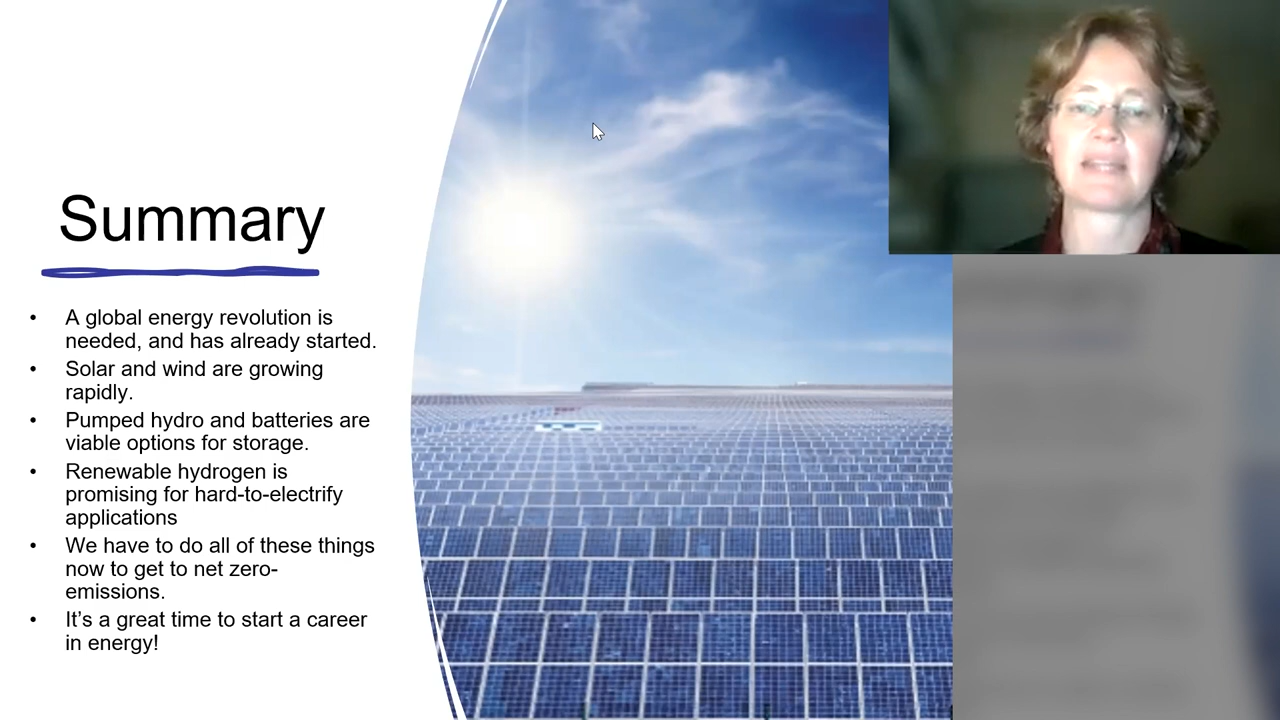 Summary
• A global energy revolution is
needed, and has already started.
• Solar and wind are growing
rapidly.
• Pumped hydro and batteries are
viable options for storage.
• Renewable hydrogen is
promising for hard-to-electrify
applications
• We have to do all of these things
now to get to net zero-
emissions.
• It’s a great time to start a career
in energy!